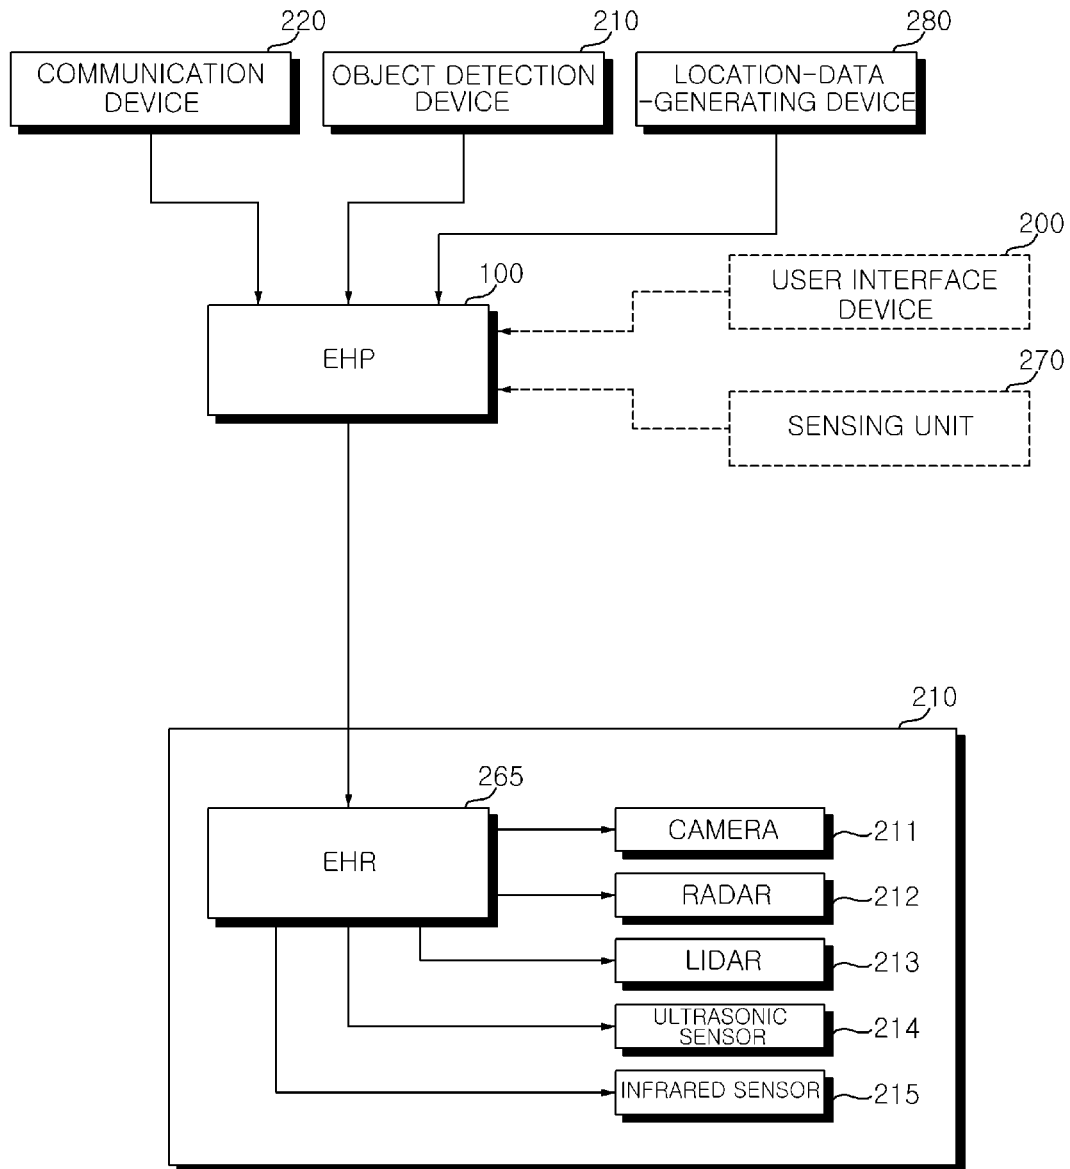 220
210
280
COMMUNICATION
DEVICE
OBJECT DETECTION
DEVICE
LOCATION-DATA
-GENERATING DEVICE
200
USER INTERFACE
DEVICE
100
EHP
270
SENSING UNIT
210
265
EHR
CAMERA
211
RADAR
212
LIDAR
213
ULTRASONIC
SENSOR
214
INFRARED SENSOR
215